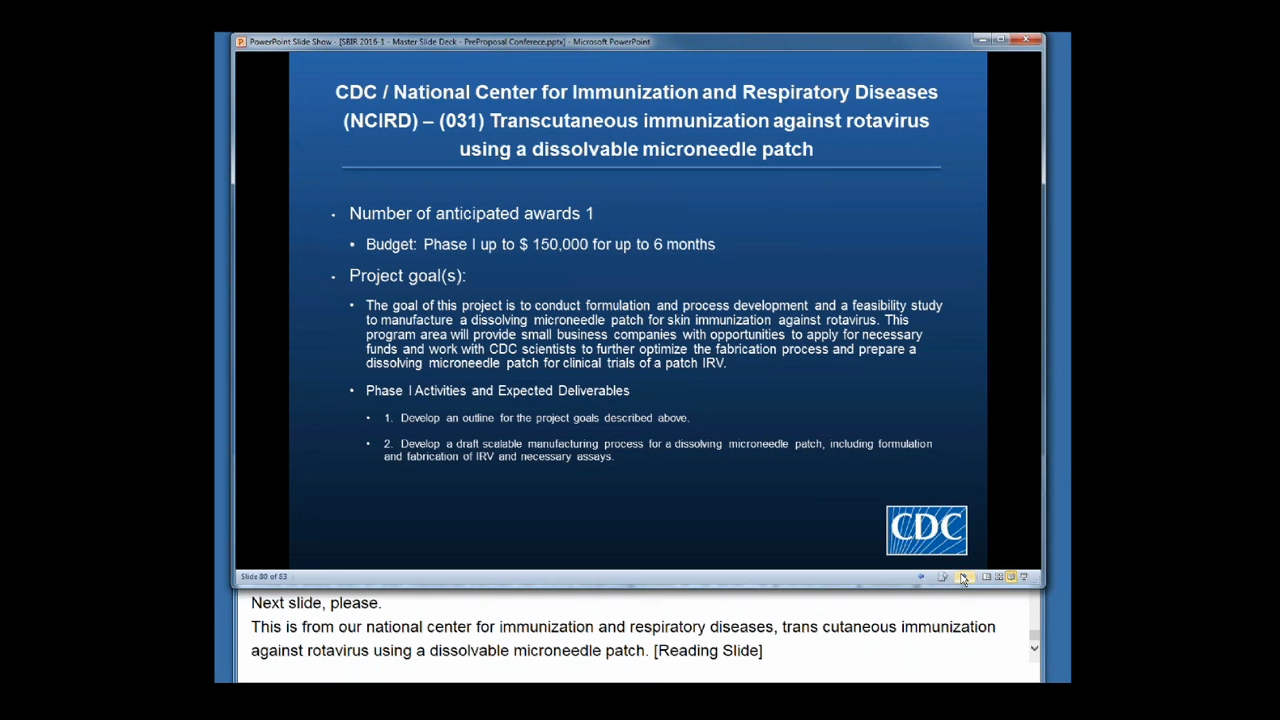 PowerPoint Slide Show - [SBIR 2016-1 - Master Slide Deck - PreProposal Conferece.pptx] - Microsoft PowerPoint
CDC / National Center for Immunization and Respiratory Diseases
(NCIRD) – (031) Transcutaneous immunization against rotavirus
using a dissolvable microneedle patch
• Number of anticipated awards 1
• Budget: Phase I up to $ 150,000 for up to 6 months
• Project goal(s):
• The goal of this project is to conduct formulation and process development and a feasibility study
to manufacture a dissolving microneedle patch for skin immunization against rotavirus. This
program area will provide small business companies with opportunities to apply for necessary
funds and work with CDC scientists to further optimize the fabrication process and prepare a
dissolving microneedle patch for clinical trials of a patch IRV.
• Phase I Activities and Expected Deliverables
• 1. Develop an outline for the project goals described above.
• 2. Develop a draft scalable manufacturing process for a dissolving microneedle patch, including formulation
and fabrication of IRV and necessary assays.
CDC
Slide 80 of 83
Next slide, please.
This is from our national center for immunization and respiratory diseases, trans cutaneous immunization
against rotavirus using a dissolvable microneedle patch. [Reading Slide]